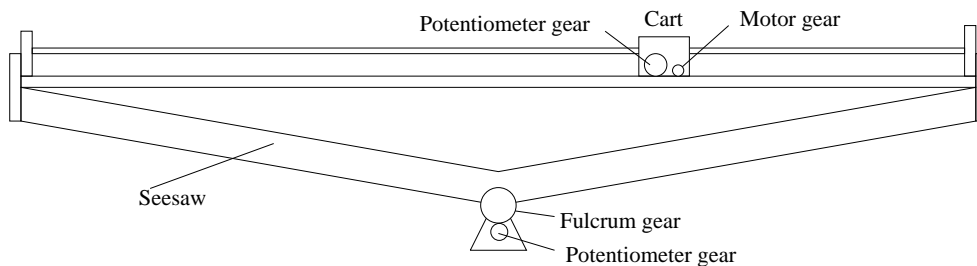 Potentiometer gear
Cart
Motor gear
Seesaw
Fulcrum gear
Potentiometer gear